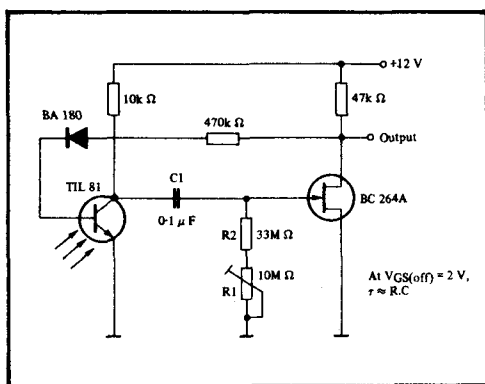 +12 V
10k Ω
47k Ω
BA 180
470k Ω
Output
TIL 81
C1
BC 264A
0·1 μ F
R2
33M Ω
10M Ω
R1
At VGS(off) = 2 V,
τ ≈ R.C